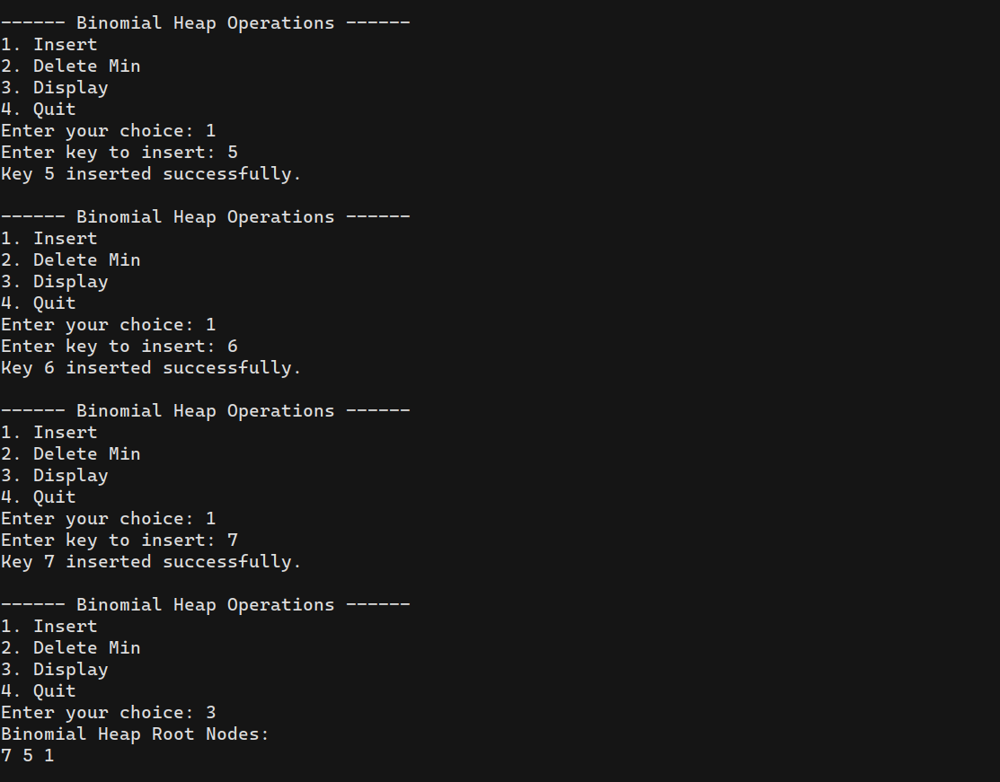 ------ Binomial Heap Operations ------
1. Insert
2. Delete Min
3. Display
4. Quit
Enter your choice: 1
Enter key to insert: 5
Key 5 inserted successfully.
------ Binomial Heap Operations ------
1. Insert
2. Delete Min
3. Display
4. Quit
Enter your choice: 1
Enter key to insert: 6
Key 6 inserted successfully.
------ Binomial Heap Operations ------
1. Insert
2. Delete Min
3. Display
4. Quit
Enter your choice: 1
Enter key to insert: 7
Key 7 inserted successfully.
------ Binomial Heap Operations ------
1. Insert
2. Delete Min
3. Display
4. Quit
Enter your choice: 3
Binomial Heap Root Nodes:
7 5 1